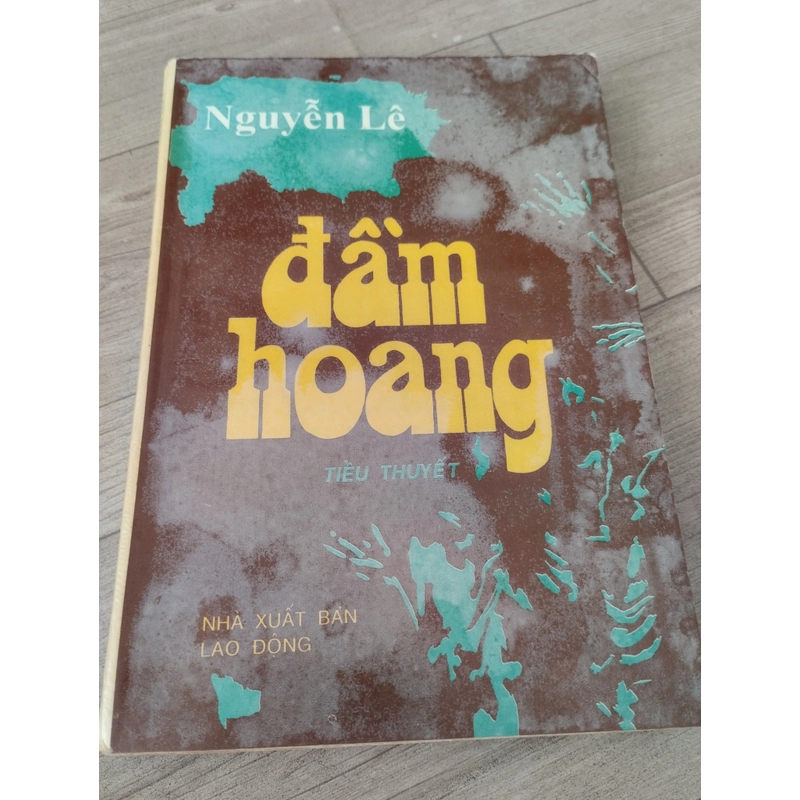 Nguyễn Lê
đầm
hoang
TIỂU THUYẾT
NHÀ XUẤT BẢN
LAO ĐỘNG